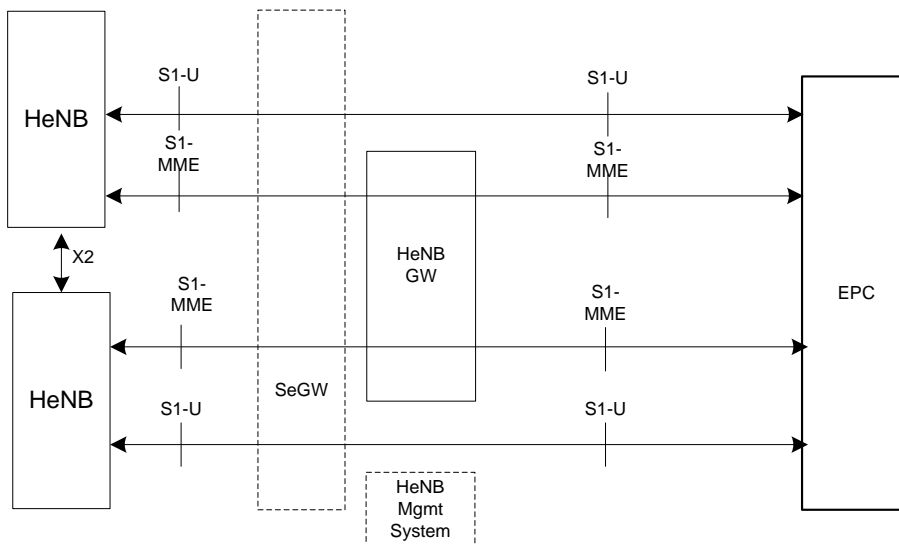 S1-U
S1-U
HeNB
S1-
MME
S1-
MME
HeNB
GW
X2
S1-
MME
S1-
MME
EPC
SeGW
HeNB
S1-U
S1-U
HeNB
Mgmt
System